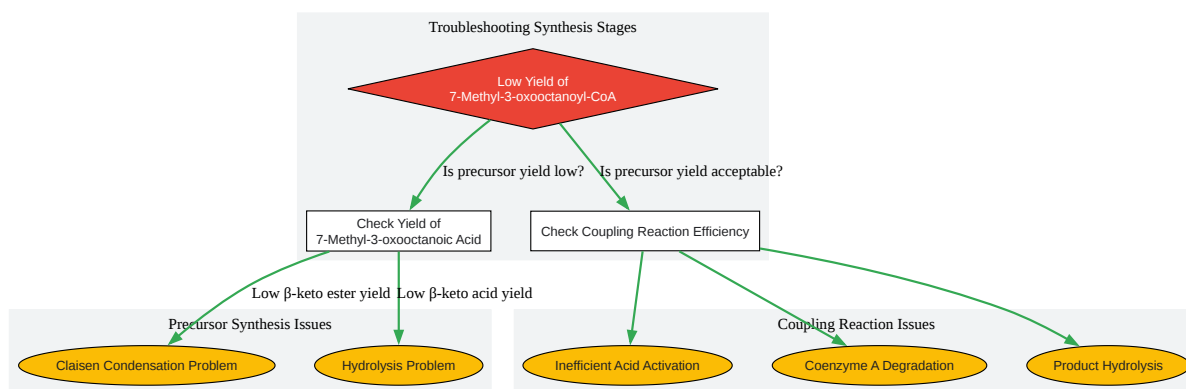 Troubleshooting Synthesis Stages
Low Yield of
7-Methyl-3-oxooctanoyl-CoA
Is precursor yield low?
Is precursor yield acceptable?
Check Yield of
7-Methyl-3-oxooctanoic Acid
Check Coupling Reaction Efficiency
Low β-keto ester yield
Low β-keto acid yield
Precursor Synthesis Issues
Coupling Reaction Issues
Claisen Condensation Problem
Hydrolysis Problem
Inefficient Acid Activation
Coenzyme A Degradation
Product Hydrolysis